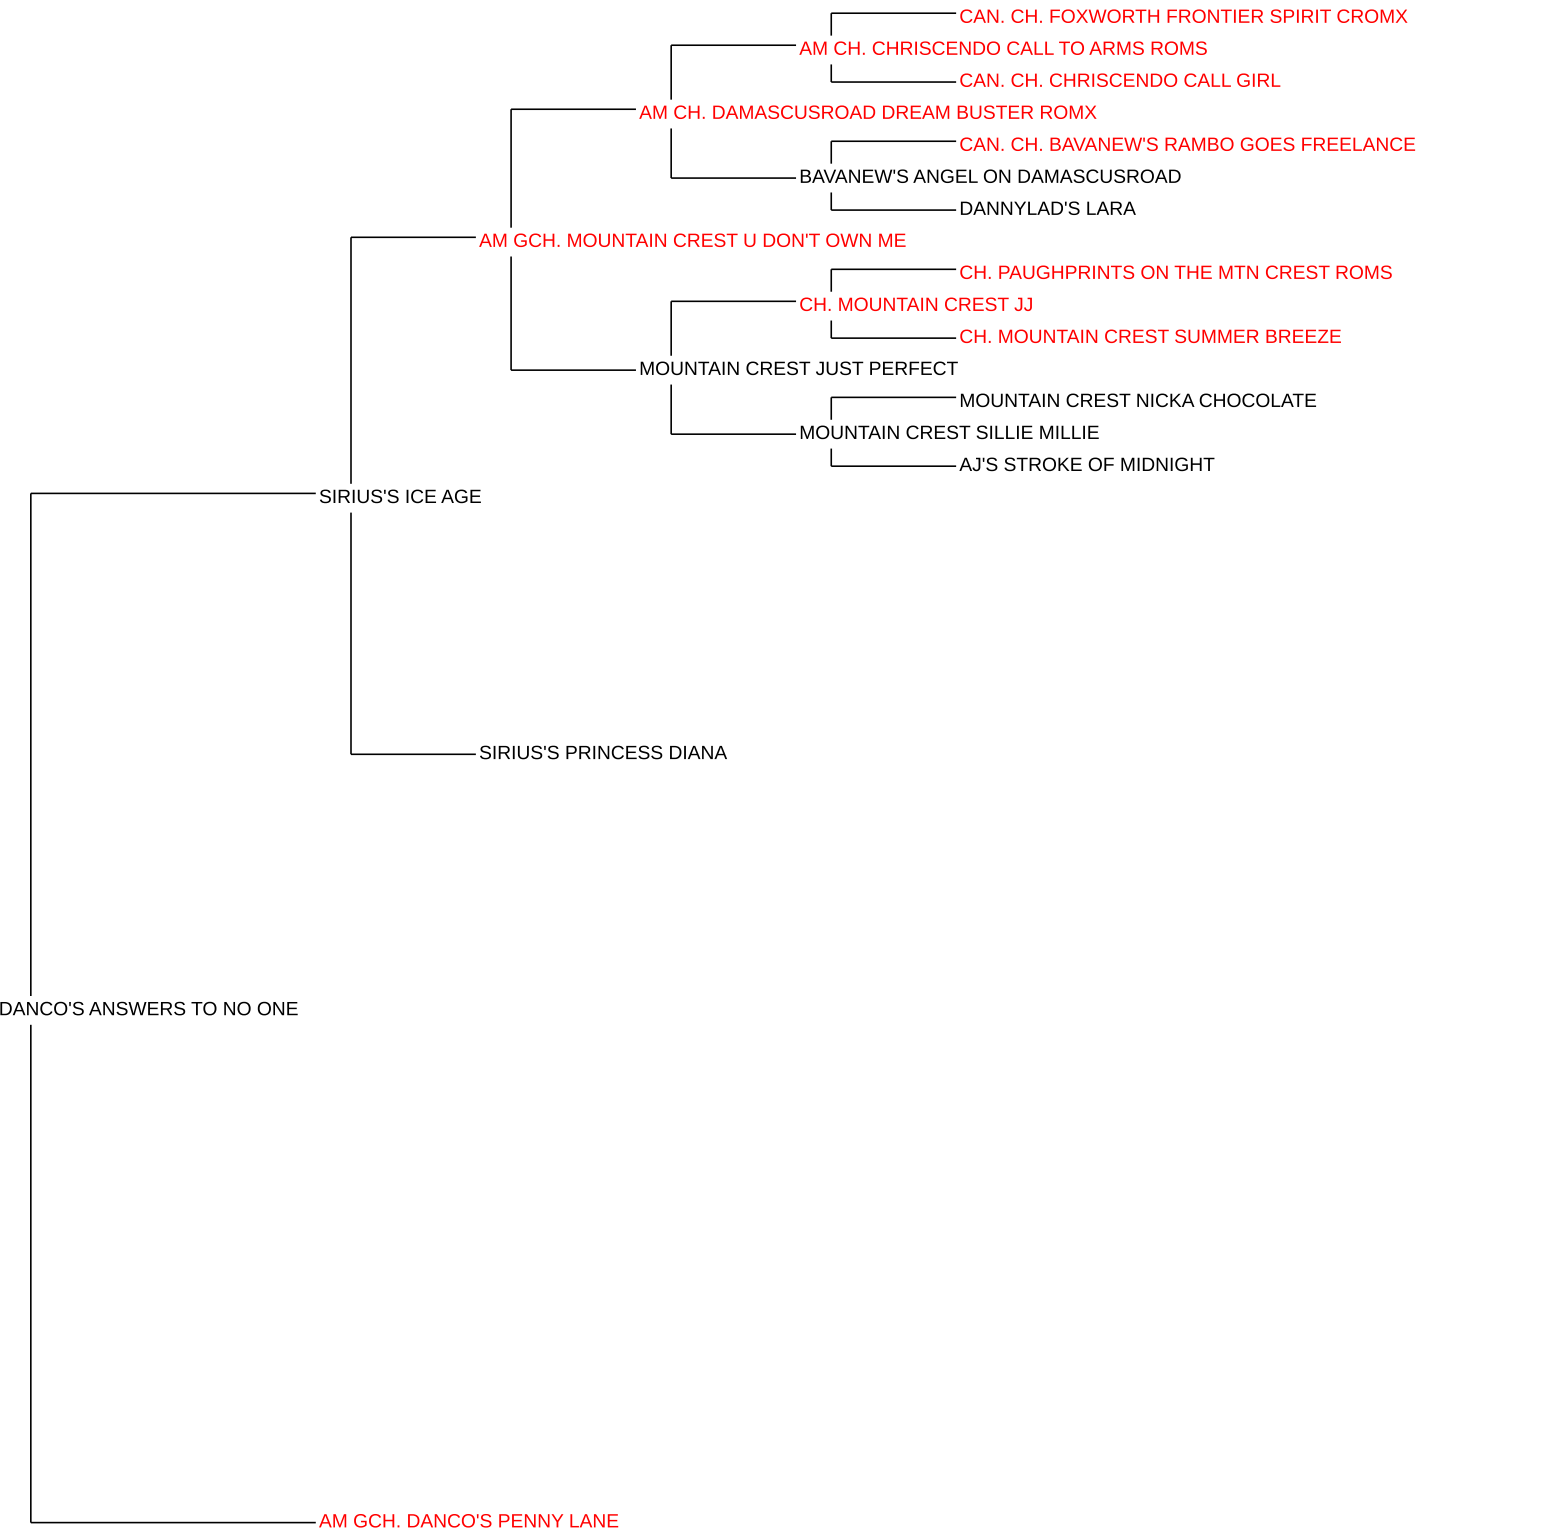 CAN. CH. FOXWORTH FRONTIER SPIRIT CROMX
AM CH. CHRISCENDO CALL TO ARMS ROMS
CAN. CH. CHRISCENDO CALL GIRL
AM CH. DAMASCUSROAD DREAM BUSTER ROMX
CAN. CH. BAVANEW'S RAMBO GOES FREELANCE
BAVANEW'S ANGEL ON DAMASCUSROAD
DANNYLAD'S LARA
AM GCH. MOUNTAIN CREST U DON'T OWN ME
CH. PAUGHPRINTS ON THE MTN CREST ROMS
CH. MOUNTAIN CREST JJ
CH. MOUNTAIN CREST SUMMER BREEZE
MOUNTAIN CREST JUST PERFECT
MOUNTAIN CREST NICKA CHOCOLATE
MOUNTAIN CREST SILLIE MILLIE
AJ'S STROKE OF MIDNIGHT
SIRIUS'S ICE AGE
SIRIUS'S PRINCESS DIANA
DANCO'S ANSWERS TO NO ONE
AM GCH. DANCO'S PENNY LANE